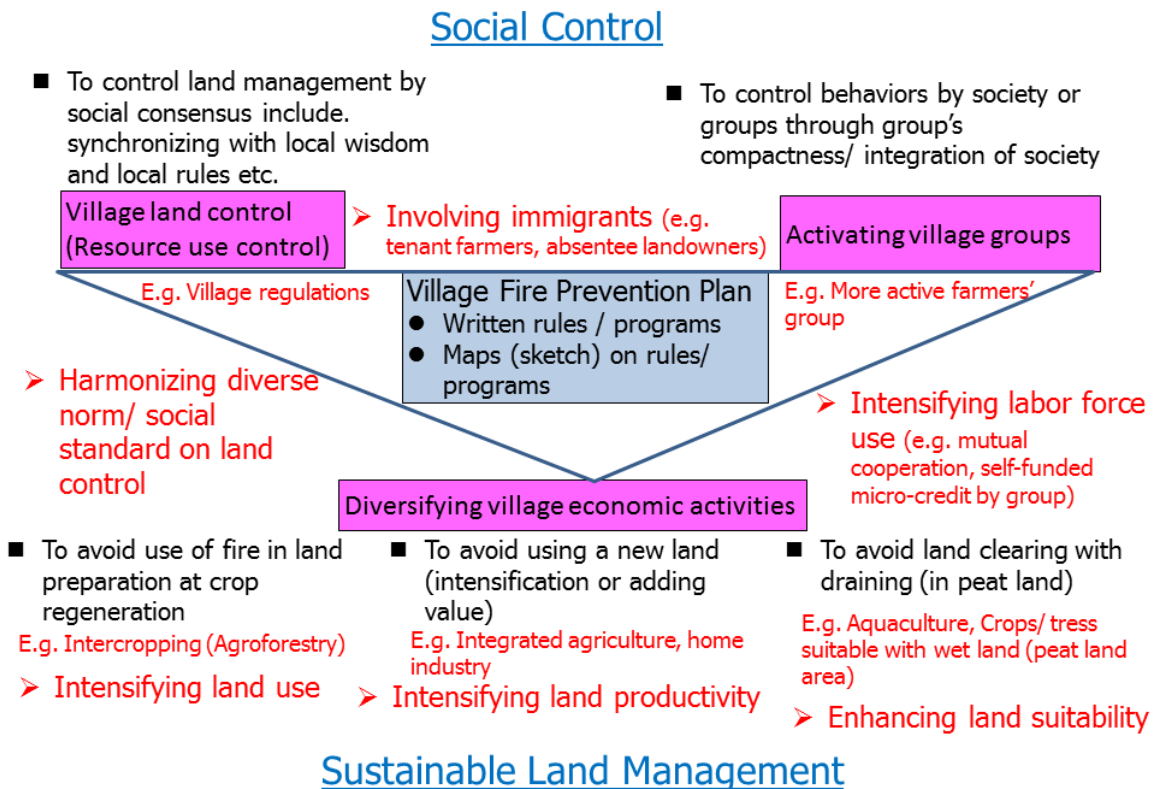 Social Control
■ To control land management by
social consensus include.
synchronizing with local wisdom
and local rules etc.
■ To control behaviors by society or
groups through group's
compactness/ integration of society
Village land control
(Resource use control)
➢ Involving immigrants (e.g.
tenant farmers, absentee landowners)
Activating village groups
E.g. Village regulations
Village Fire Prevention Plan
● Written rules / programs
● Maps (sketch) on rules/
programs
E.g. More active farmers'
group
➢ Harmonizing diverse
norm/ social
standard on land
control
➢ Intensifying labor force
use (e.g. mutual
cooperation, self-funded
micro-credit by group)
Diversifying village economic activities
■ To avoid use of fire in land
preparation at crop
regeneration
E.g. Intercropping (Agroforestry)
➢ Intensifying land use
■ To avoid using a new land
(intensification or adding
value)
E.g. Integrated agriculture, home
industry
➢ Intensifying land productivity
■ To avoid land clearing with
draining (in peat land)
E.g. Aquaculture, Crops/ tress
suitable with wet land (peat land
area)
➢ Enhancing land suitability
Sustainable Land Management